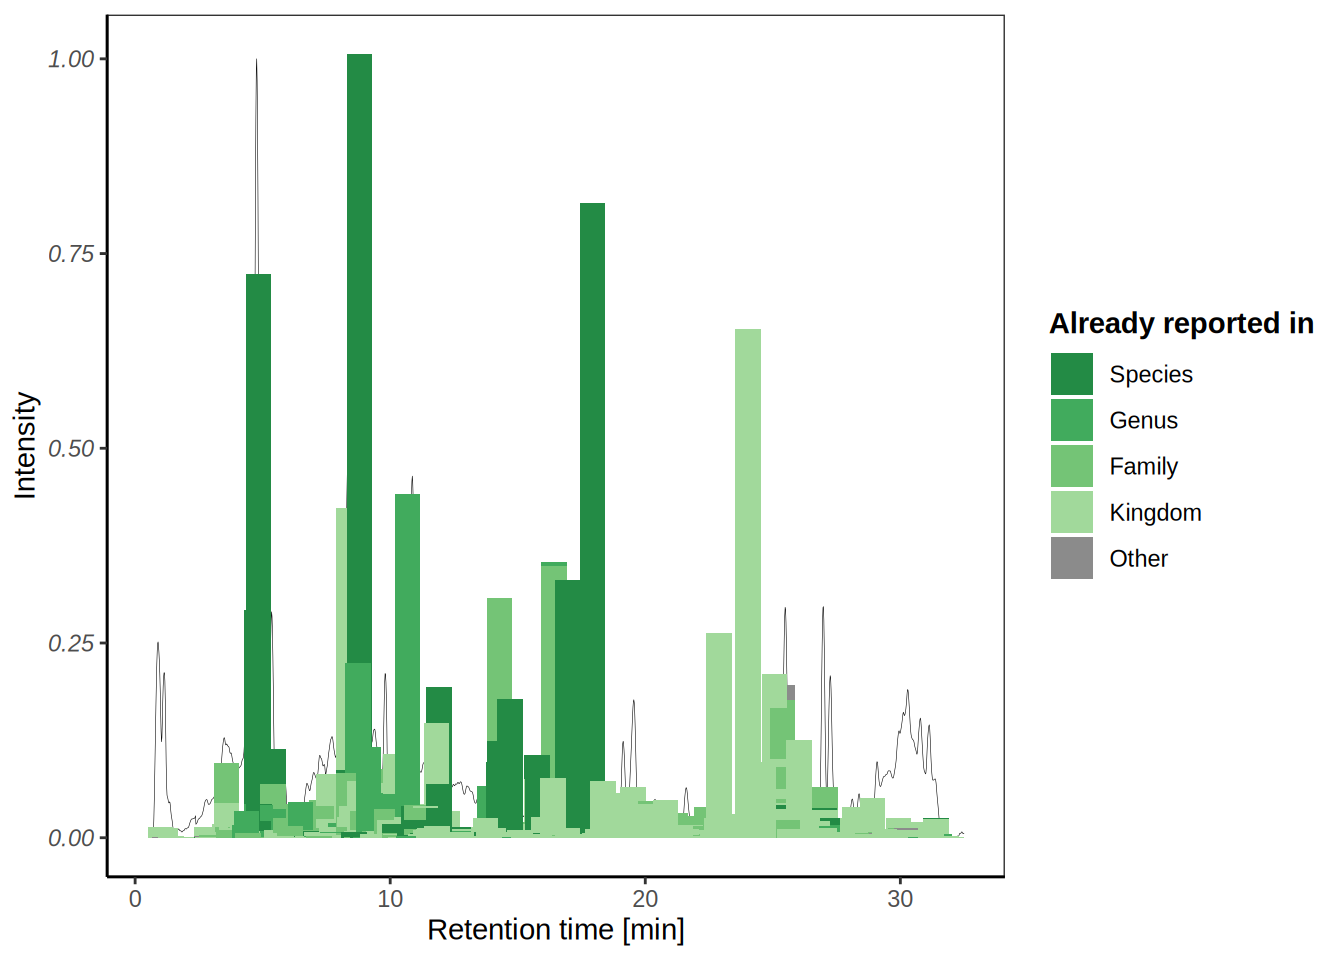 1.00
0.75
0.50
0.25
0.00
Intensity
0
10
20
30
Retention time [min]
Already reported in
Species
Genus
Family
Kingdom
Other